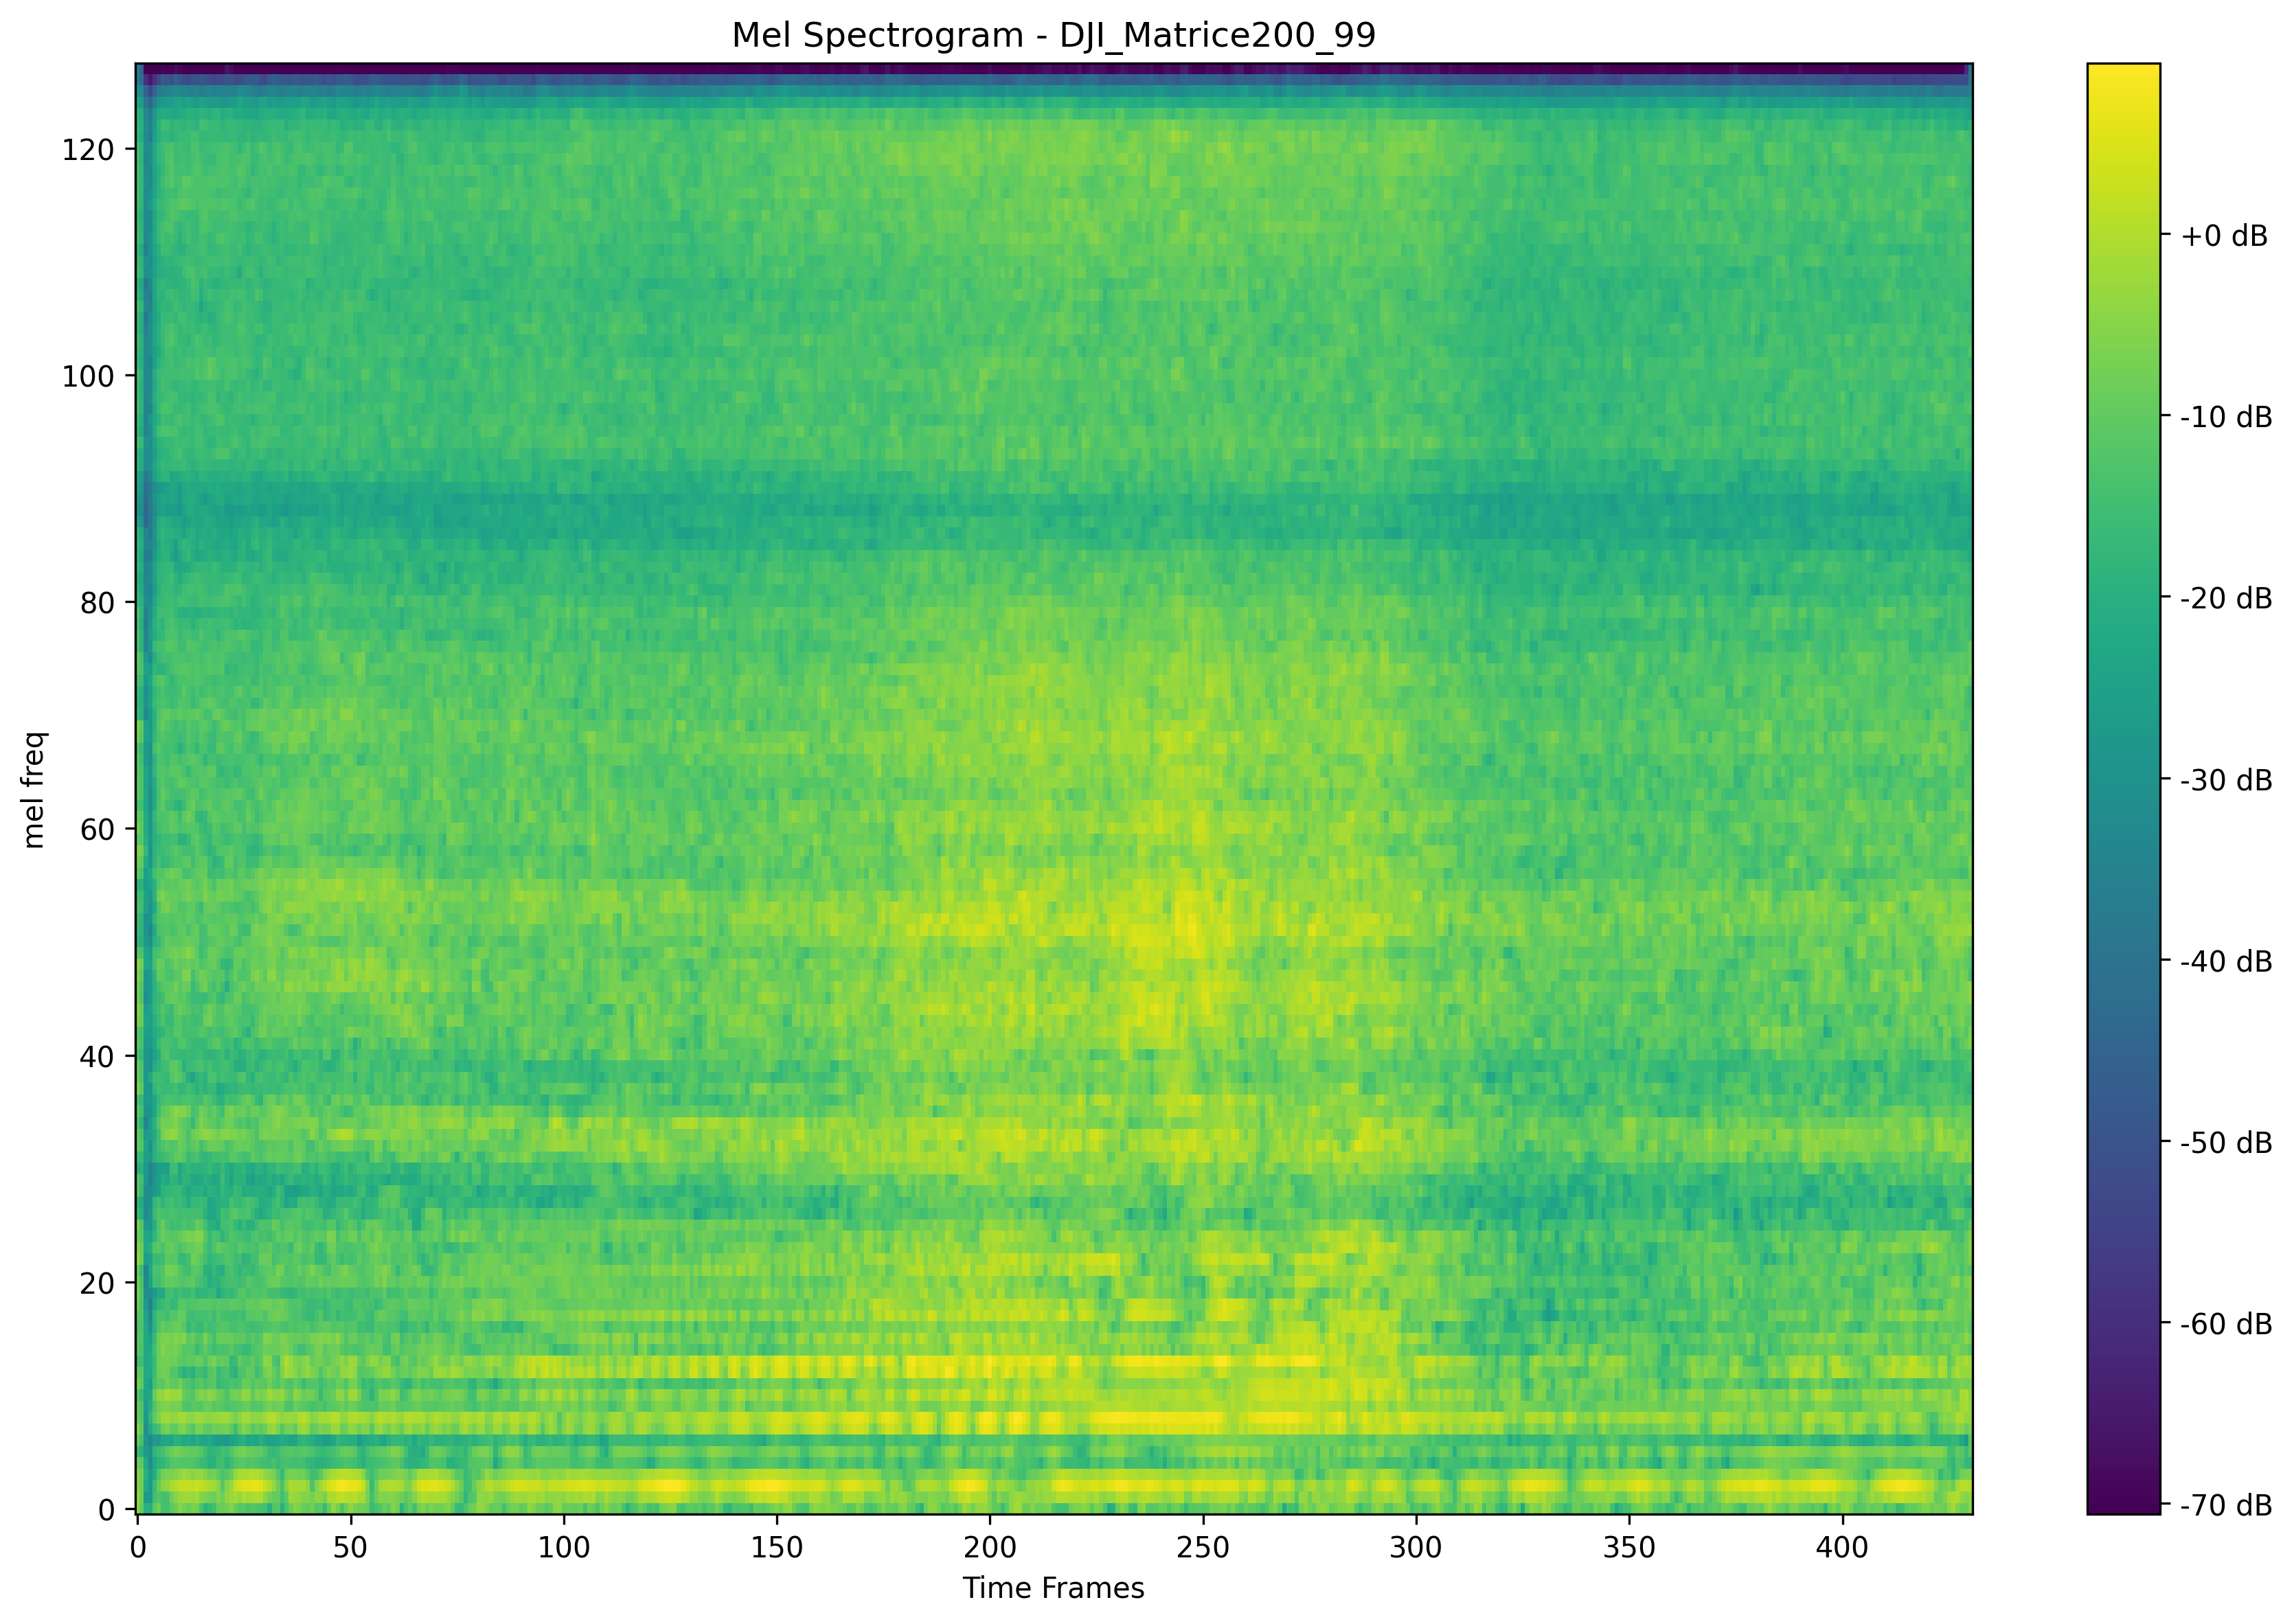 Mel Spectrogram - DJI_Matrice200_99
mel freq
120
100
80
60
40
20
0
0 50 100 150 200 250 300 350 400
Time Frames
+0 dB
-10 dB
-20 dB
-30 dB
-40 dB
-50 dB
-60 dB
-70 dB